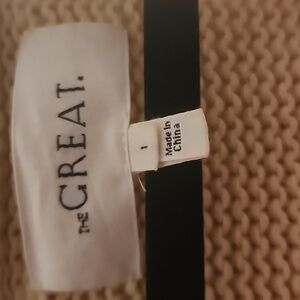 THE GREAT.
1
Made In
China